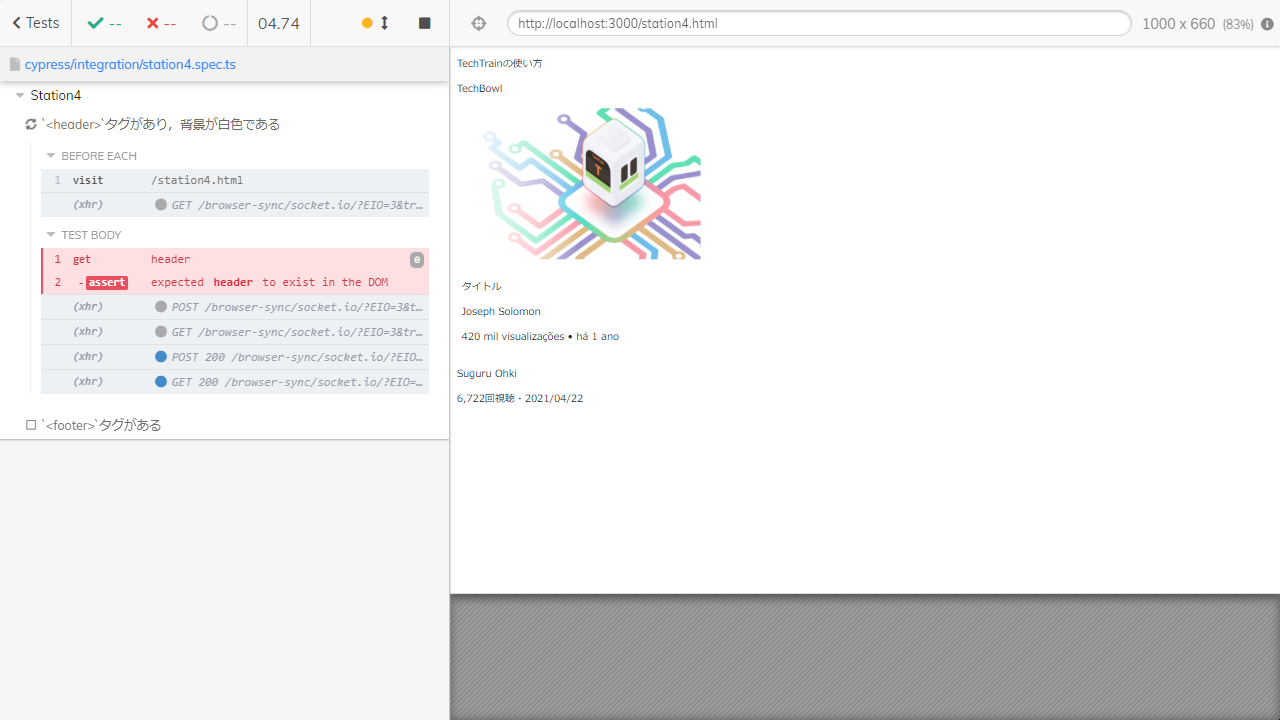 Tests
--
--
--
04.74
http://localhost:3000/station4.html
1000 x 660 (83%)
cypress/integration/station4.spec.ts
Station4
`<header>`タグがあり，背景が白色である
BEFORE EACH
1 visit /station4.html
(xhr) GET /browser-sync/socket.io/?EIO=3&tr…
TEST BODY
1 get header 0
2 -assert expected header to exist in the DOM
(xhr) POST /browser-sync/socket.io/?EIO=3&t…
(xhr) GET /browser-sync/socket.io/?EIO=3&tr…
(xhr) POST 200 /browser-sync/socket.io/?EIO…
(xhr) GET 200 /browser-sync/socket.io/?EIO=…
`<footer>`タグがある
TechTrainの使い方
TechBowl
タイトル
Joseph Solomon
420 mil visualizações • há 1 ano
Suguru Ohki
6,722回視聴・2021/04/22